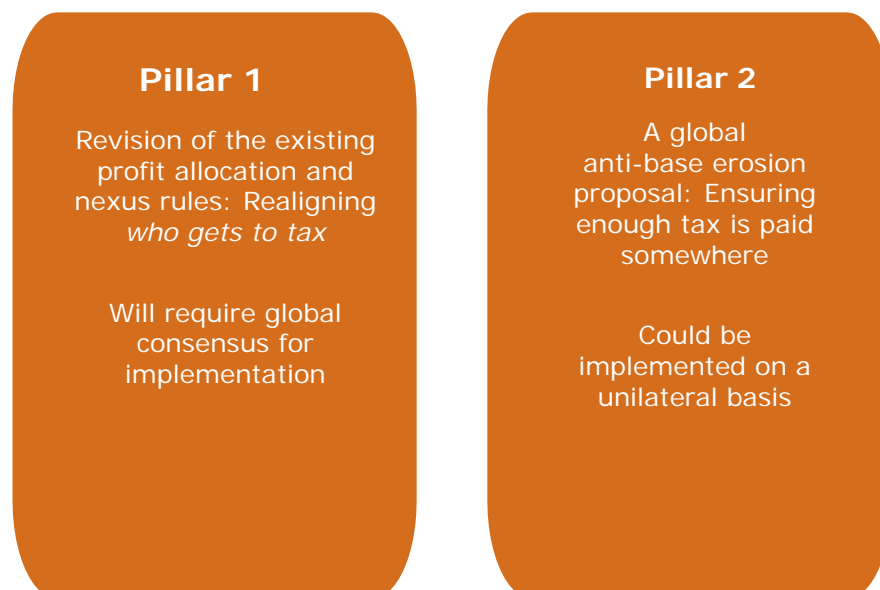 Pillar 1
Revision of the existing
profit allocation and
nexus rules: Realigning
who gets to tax
Will require global
consensus for
implementation
Pillar 2
A global
anti-base erosion
proposal: Ensuring
enough tax is paid
somewhere
Could be
implemented on a
unilateral basis